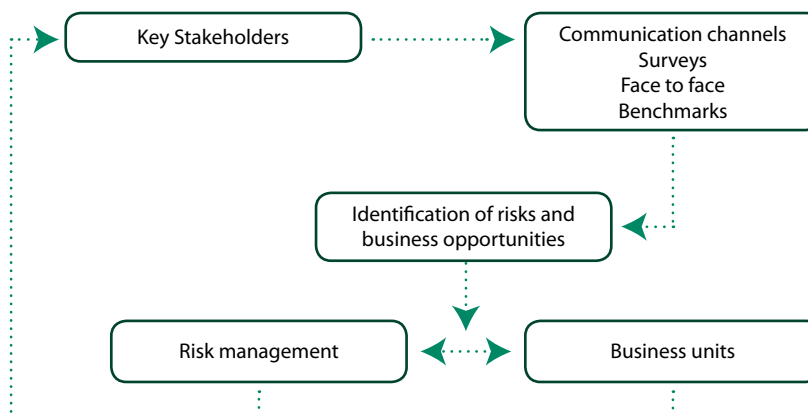 Key Stakeholders
Communication channels
Surveys
Face to face
Benchmarks
Identification of risks and
business opportunities
Risk management
Business units